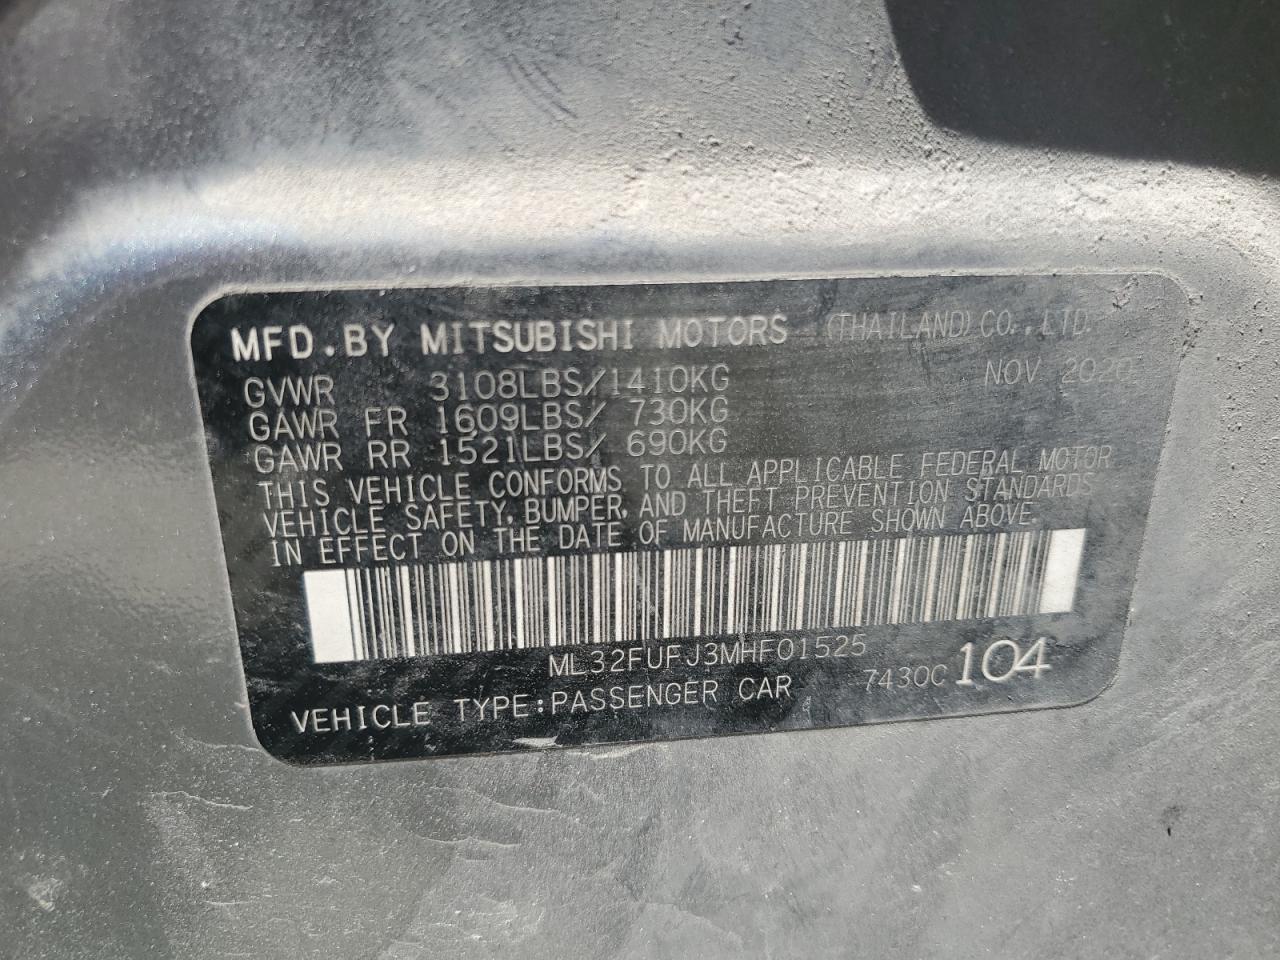 MFD.BY MITSUBISHI MOTORS (THAILAND) CO.,LTD.
GVWR 3108LBS/1410KG NOV 2020
GAWR FR 1609LBS/ 730KG
GAWR RR 1521LBS/ 690KG
THIS VEHICLE CONFORMS TO ALL APPLICABLE FEDERAL MOTOR
VEHICLE SAFETY, BUMPER, AND THEFT PREVENTION STANDARDS
IN EFFECT ON THE DATE OF MANUFACTURE SHOWN ABOVE.
ML32FUFJ3MHF01525
VEHICLE TYPE:PASSENGER CAR 7430C 104